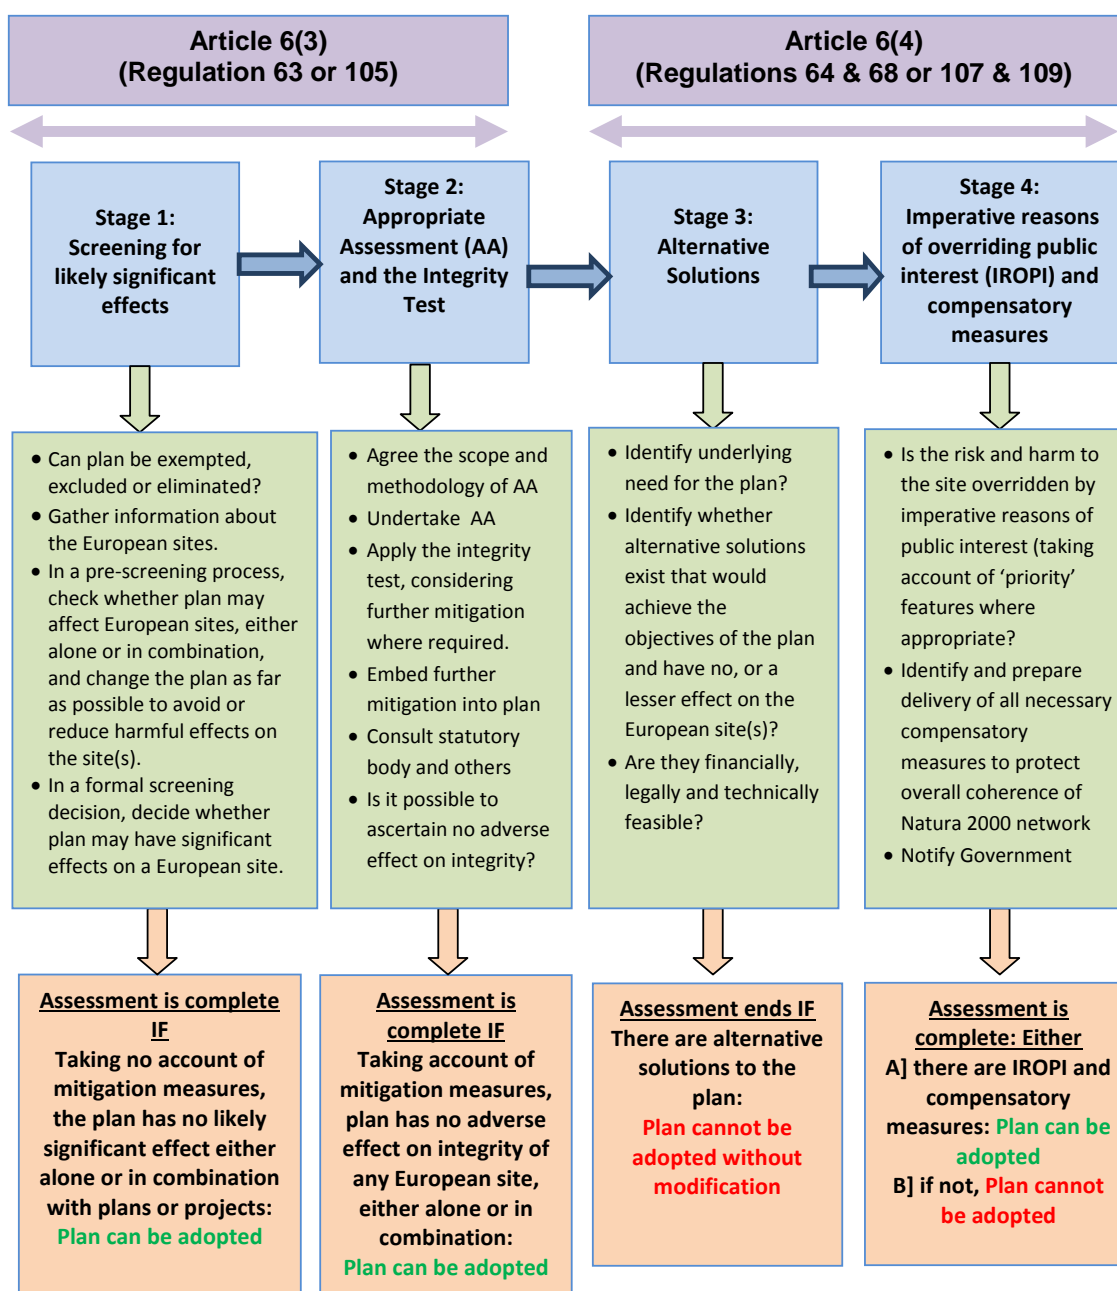 Article 6(3)
(Regulation 63 or 105)
Article 6(4)
(Regulations 64 & 68 or 107 & 109)
Stage 1:
Screening for
likely significant
effects
Stage 2:
Appropriate
Assessment (AA)
and the Integrity
Test
Stage 3:
Alternative
Solutions
Stage 4:
Imperative reasons
of overriding public
interest (IROPI) and
compensatory
measures
• Can plan be exempted,
excluded or eliminated?
• Gather information about
the European sites.
• In a pre-screening process,
check whether plan may
affect European sites, either
alone or in combination,
and change the plan as far
as possible to avoid or
reduce harmful effects on
the site(s).
• In a formal screening
decision, decide whether
plan may have significant
effects on a European site.
• Agree the scope and
methodology of AA
• Undertake AA
• Apply the integrity
test, considering
further mitigation
where required.
• Embed further
mitigation into plan
• Consult statutory
body and others
• Is it possible to
ascertain no adverse
effect on integrity?
• Identify underlying
need for the plan?
• Identify whether
alternative solutions
exist that would
achieve the
objectives of the plan
and have no, or a
lesser effect on the
European site(s)?
• Are they financially,
legally and technically
feasible?
• Is the risk and harm to
the site overridden by
imperative reasons of
public interest (taking
account of ‘priority’
features where
appropriate?
• Identify and prepare
delivery of all necessary
compensatory
measures to protect
overall coherence of
Natura 2000 network
• Notify Government
Assessment is complete
IF
Taking no account of
mitigation measures,
the plan has no likely
significant effect either
alone or in combination
with plans or projects:
Plan can be adopted
Assessment is
complete IF
Taking account of
mitigation measures,
plan has no adverse
effect on integrity of
any European site,
either alone or in
combination:
Plan can be adopted
Assessment ends IF
There are alternative
solutions to the
plan:
Plan cannot be
adopted without
modification
Assessment is
complete: Either
A] there are IROPI and
compensatory
measures: Plan can be
adopted
B] if not, Plan cannot
be adopted